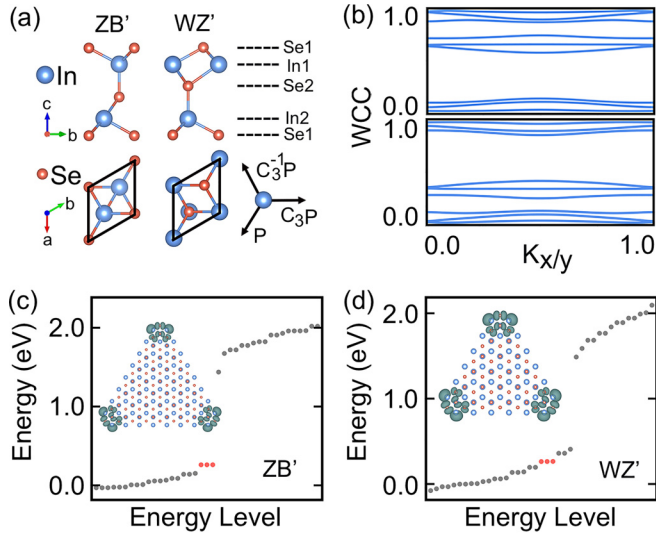 (a)
ZB'
WZ'
In
Se1
In1
Se2
In2
Se1
c
b
Se
b
a
C₃⁻¹P
C₃P
P
(b)
WCC
1.0
0.0
1.0
0.0
0.0
1.0
Kx/y
(c)
Energy (eV)
2.0
1.0
0.0
ZB'
Energy Level
(d)
Energy (eV)
2.0
1.0
0.0
WZ'
Energy Level